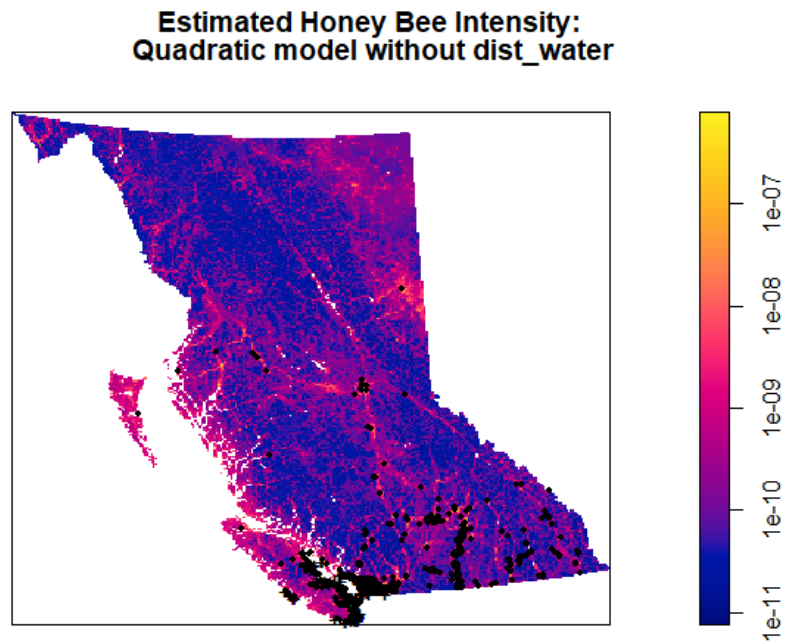 Estimated Honey Bee Intensity:
Quadratic model without dist_water
1e-07
1e-08
1e-09
1e-10
1e-11